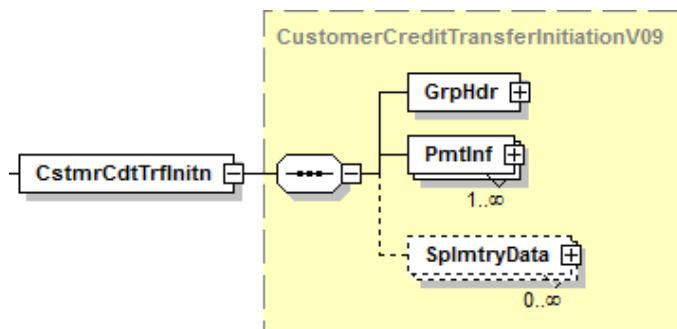 CustomerCreditTransferInitiationV09
GrpHdr
PmtInf
1..∞
CstmrCdtTrfInitn
SplmtryData
0..∞